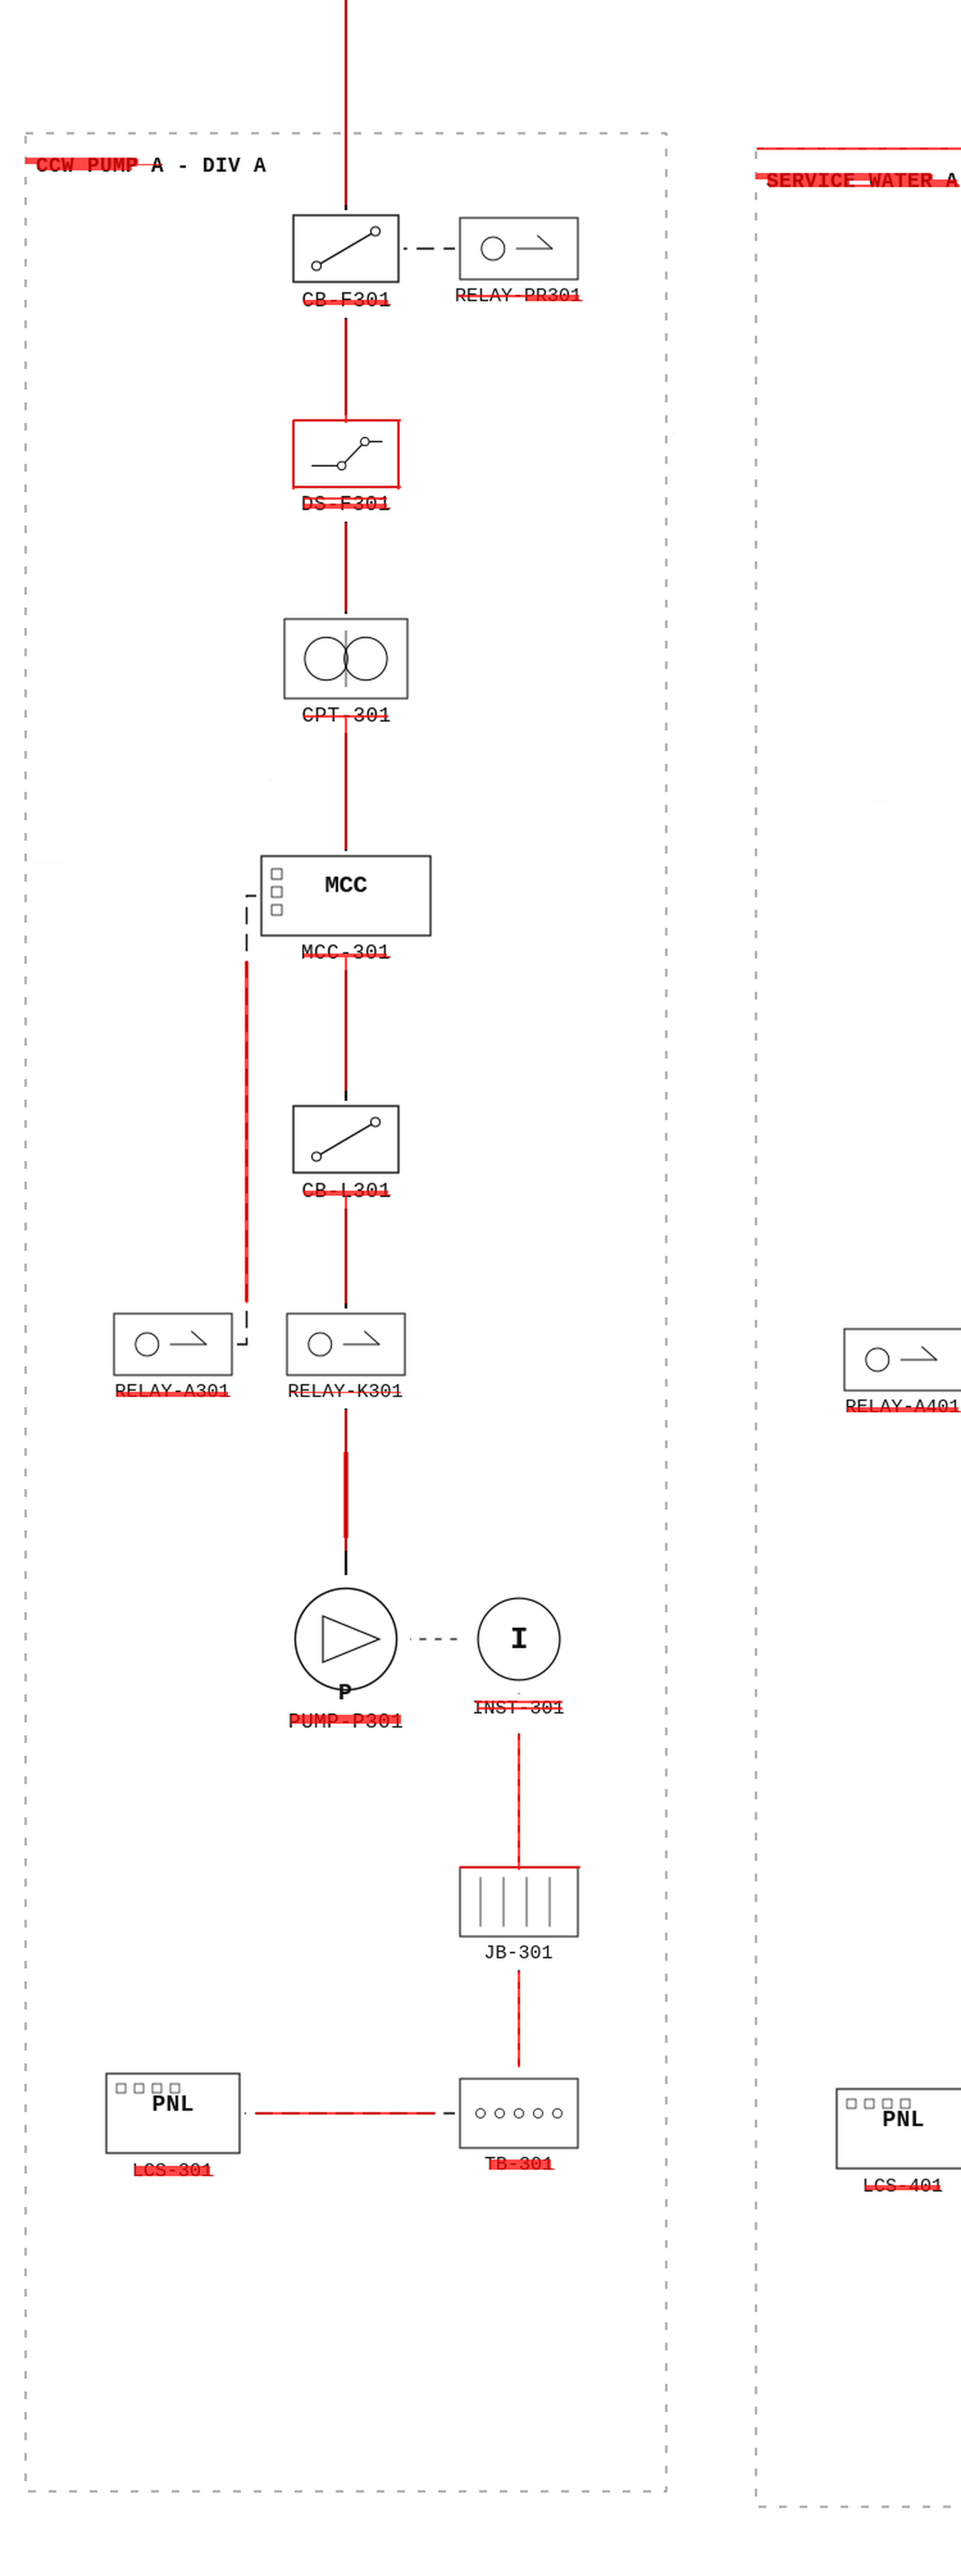 CCW PUMP A - DIV A
SERVICE WATER A
CB-F301
RELAY-PR301
DS-F301
CPT-301
MCC
MCC-301
CB-L301
RELAY-A301
RELAY-K301
RELAY-A401
I
P
INST-301
PUMP-P301
JB-301
PNL
PNL
TB-301
LCS-301
LCS-401